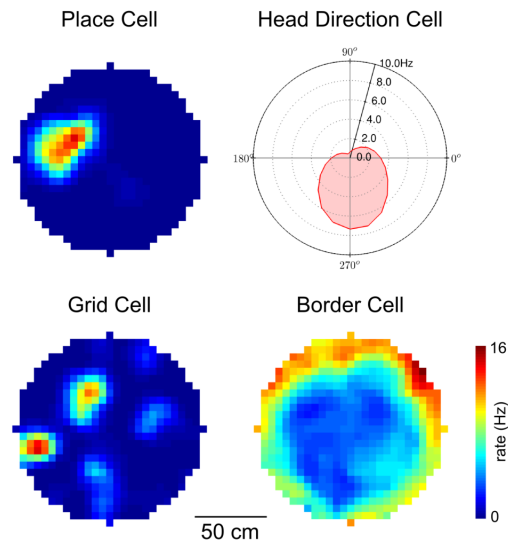 Place Cell
Head Direction Cell
90°
10.0Hz
8.0
6.0
4.0
2.0
0.0
180°
0°
270°
Grid Cell
Border Cell
16
rate (Hz)
0
50 cm